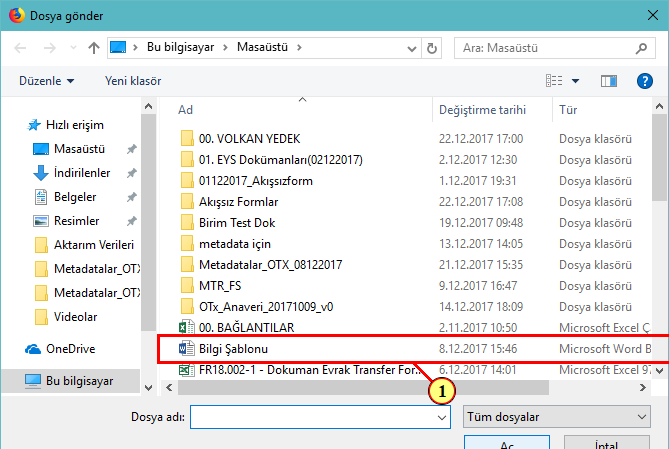 Dosya gönder
Bu bilgisayar Masaüstü Ara: Masaüstü
Düzenle Yeni klasör
Ad Değiştirme tarihi Tür
Hızlı erişim
Masaüstü
İndirilenler
Belgeler
Resimler
Aktarım Verileri
Metadatalar_OTX
Metadatalar_OTX
Videolar
OneDrive
Bu bilgisayar
00. VOLKAN YEDEK 22.12.2017 17:00 Dosya klasörü
01. EYS Dokümanları(02122017) 2.12.2017 12:30 Dosya klasörü
01122017_Akışsızform 1.12.2017 19:31 Dosya klasörü
Akışsız Formlar 22.12.2017 17:08 Dosya klasörü
Birim Test Dok 19.12.2017 09:48 Dosya klasörü
metadata için 13.12.2017 14:05 Dosya klasörü
Metadatalar_OTX_08122017 21.12.2017 15:35 Dosya klasörü
MTR_FS 9.12.2017 16:47 Dosya klasörü
OTx_Anaveri_20171009_v0 14.12.2017 18:09 Dosya klasörü
00. BAĞLANTILAR 2.11.2017 10:50 Microsoft Excel Ç
Bilgi Şablonu 8.12.2017 15:46 Microsoft Word B
FR18.002-1 - Dokuman Evrak Transfer For... 6.12.2017 14:01 Microsoft Excel 97
1
Dosya adı: Tüm dosyalar
Aç İptal